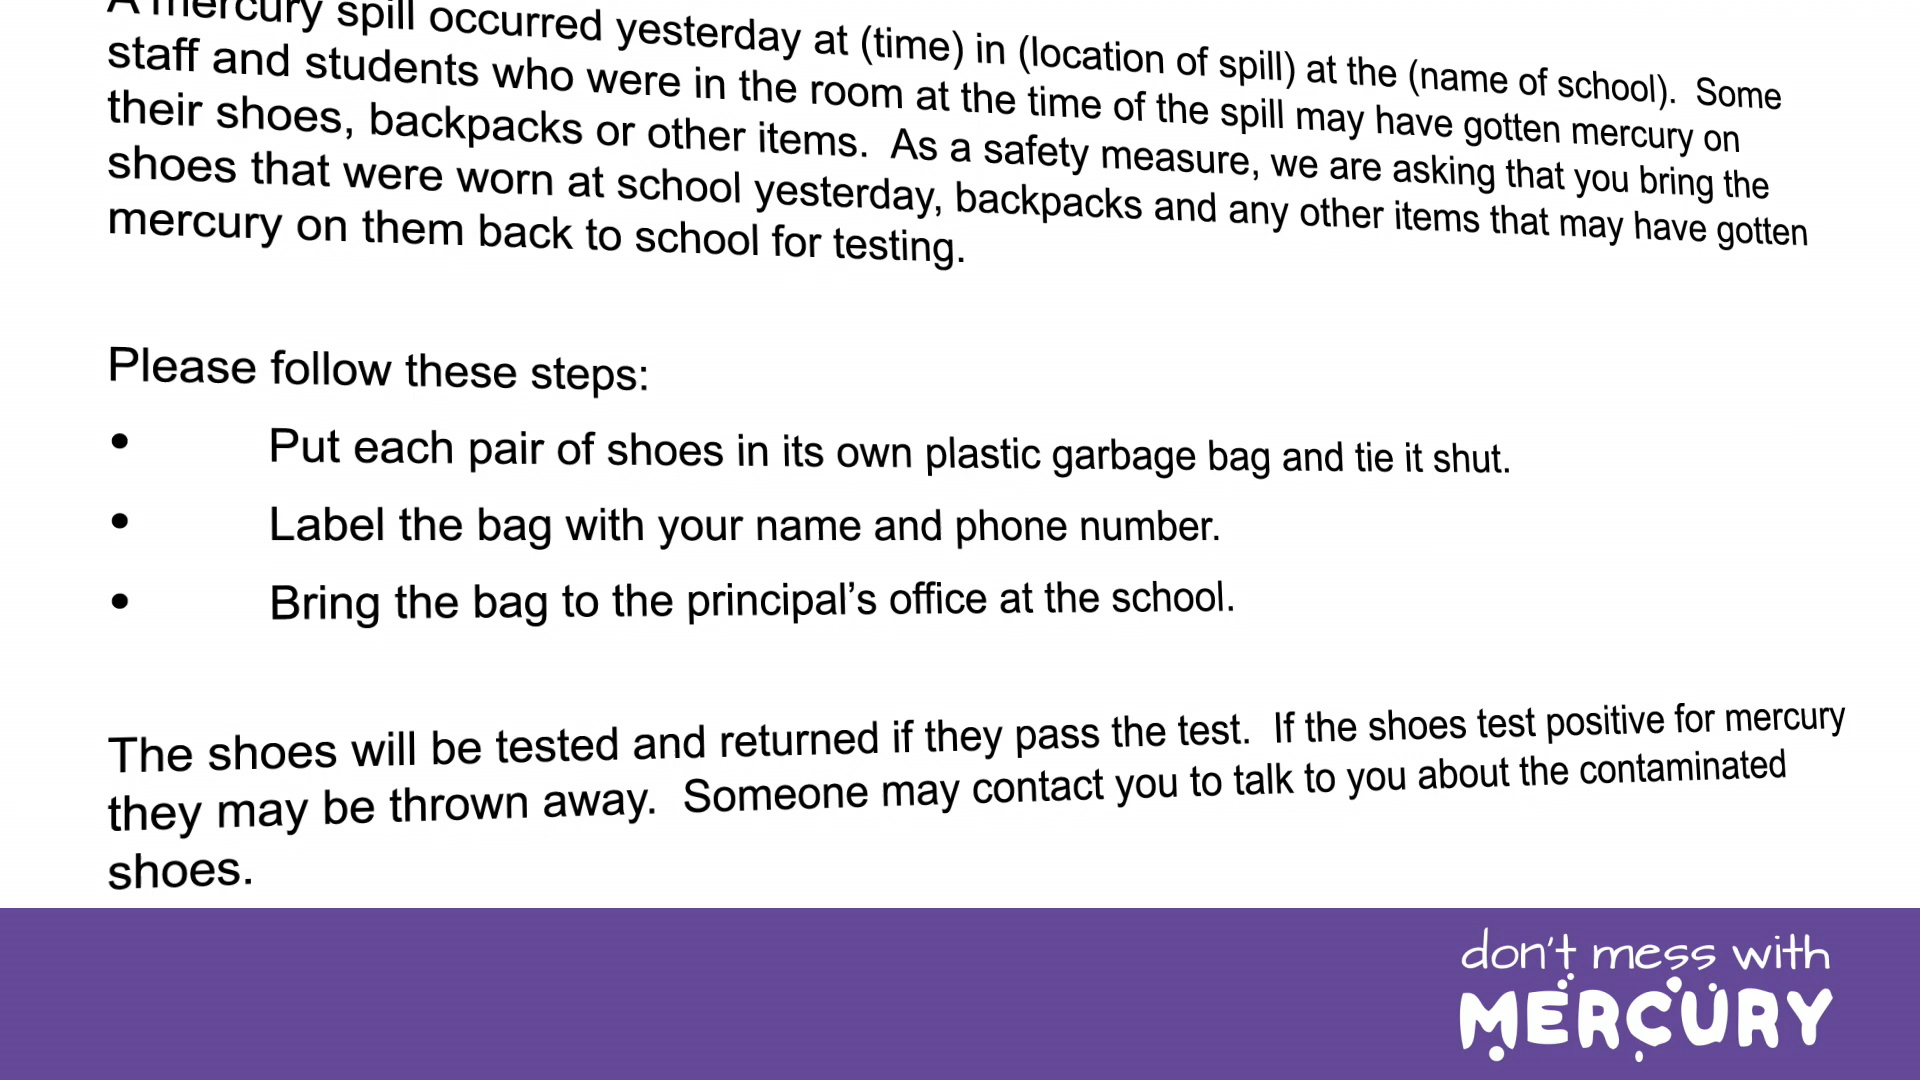 A mercury spill occurred yesterday at (time) in (location of spill) at the (name of school).  Some
staff and students who were in the room at the time of the spill may have gotten mercury on
their shoes, backpacks or other items.  As a safety measure, we are asking that you bring the
shoes that were worn at school yesterday, backpacks and any other items that may have gotten
mercury on them back to school for testing.
Please follow these steps:
• Put each pair of shoes in its own plastic garbage bag and tie it shut.
• Label the bag with your name and phone number.
• Bring the bag to the principal’s office at the school.
The shoes will be tested and returned if they pass the test.  If the shoes test positive for mercury
they may be thrown away.  Someone may contact you to talk to you about the contaminated
shoes.
don't mess with
MERCURY